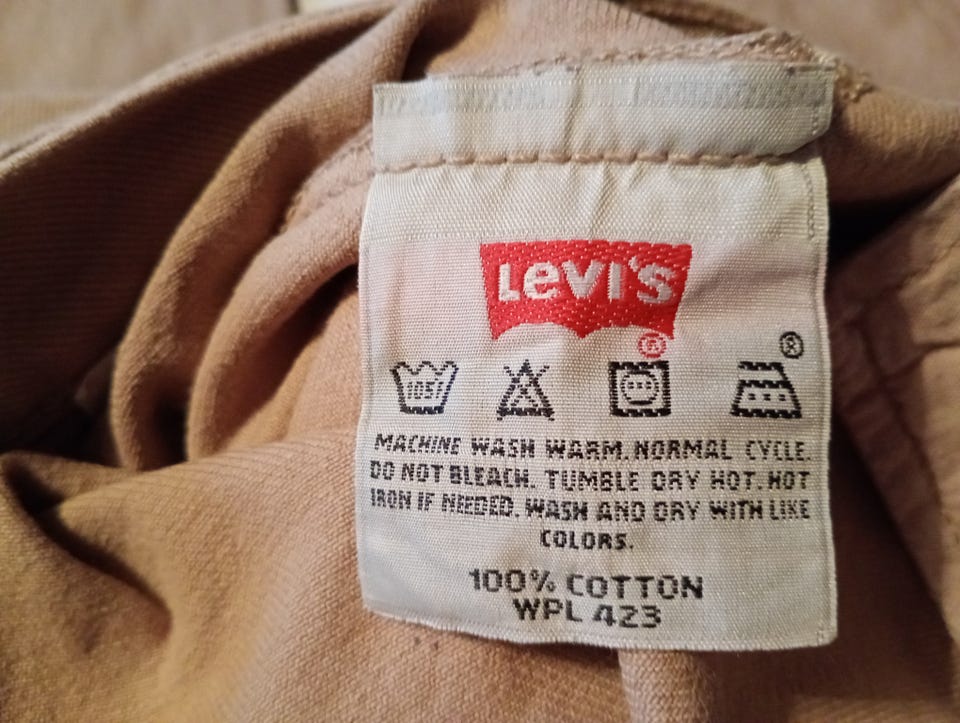 LEVI'S
®
®
105F
MACHINE WASH WARM. NORMAL CYCLE.
DO NOT BLEACH. TUMBLE DRY HOT. HOT
IRON IF NEEDED. WASH AND DRY WITH LIKE
COLORS.
100% COTTON
WPL 423